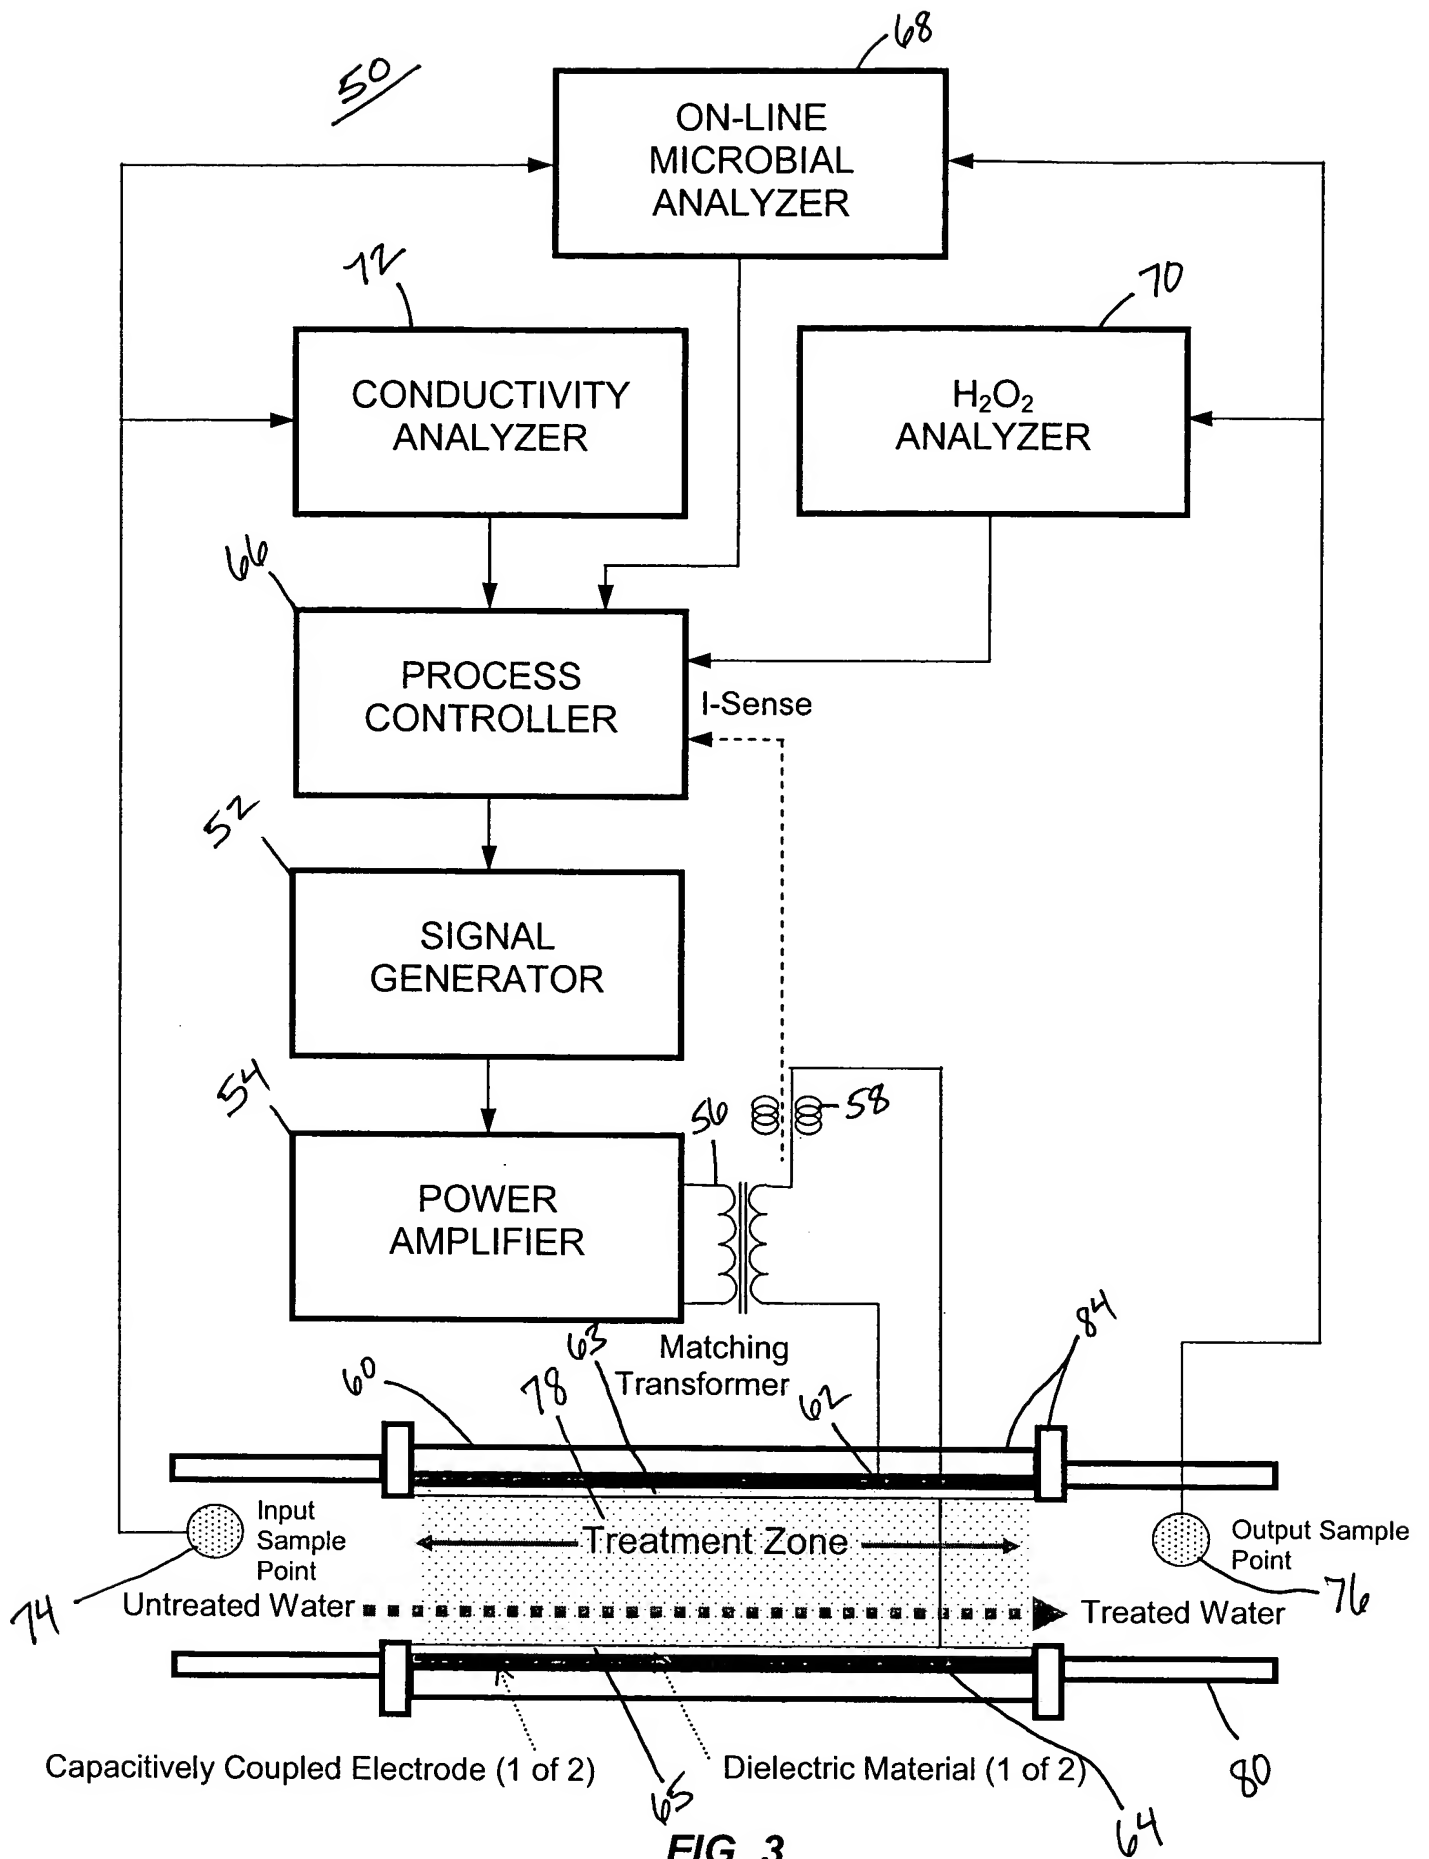 68
50
ON-LINE
MICROBIAL
ANALYZER
72
70
CONDUCTIVITY
ANALYZER
H₂O₂
ANALYZER
66
PROCESS
CONTROLLER
I-Sense
52
SIGNAL
GENERATOR
54
56
58
POWER
AMPLIFIER
63
Matching
Transformer
84
60
78
62
Input
Sample
Point
Treatment Zone
Output Sample
Point
74
76
Untreated Water
Treated Water
Capacitively Coupled Electrode (1 of 2)
Dielectric Material (1 of 2)
80
65
64
FIG. 3